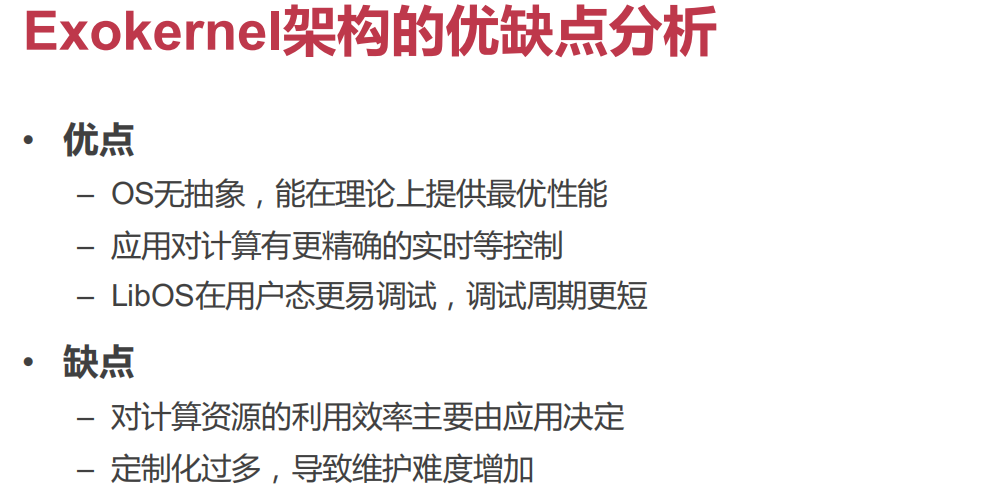 Exokernel架构的优缺点分析
• 优点
– OS无抽象，能在理论上提供最优性能
– 应用对计算有更精确的实时等控制
– LibOS在用户态更易调试，调试周期更短
• 缺点
– 对计算资源的利用效率主要由应用决定
– 定制化过多，导致维护难度增加